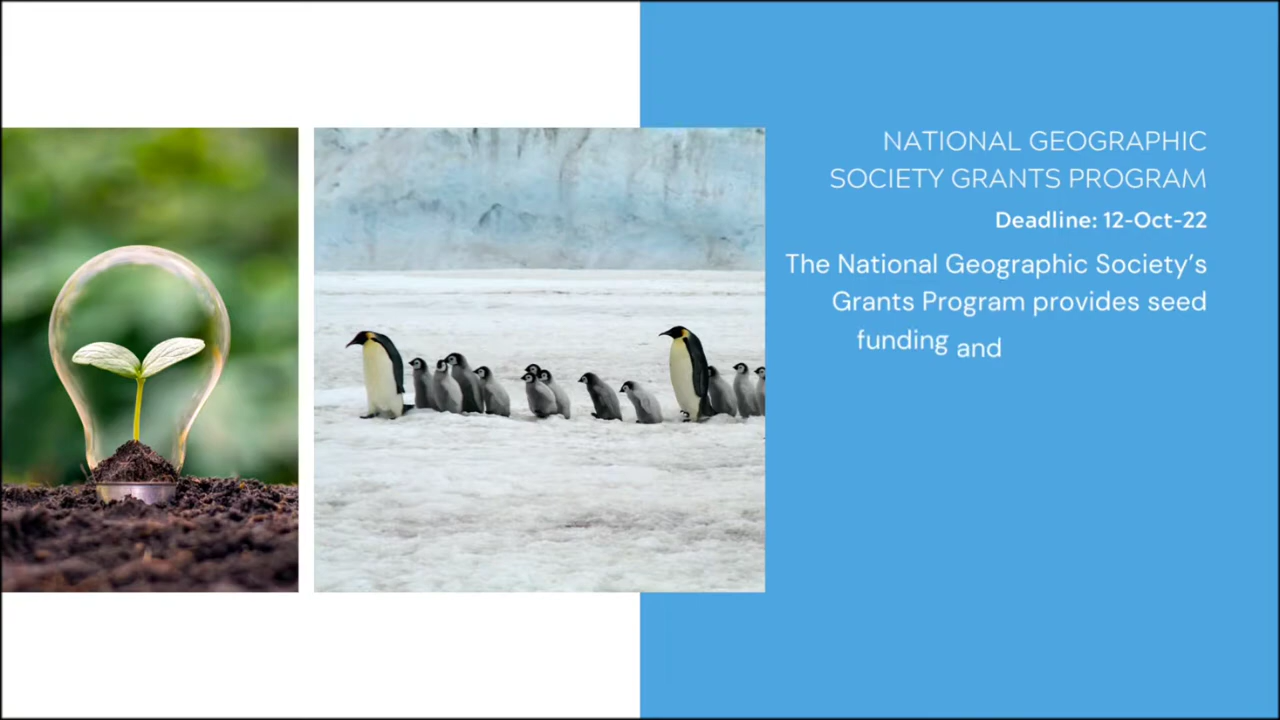 NATIONAL GEOGRAPHIC
SOCIETY GRANTS PROGRAM
Deadline: 12-Oct-22
The National Geographic Society's
Grants Program provides seed
funding and